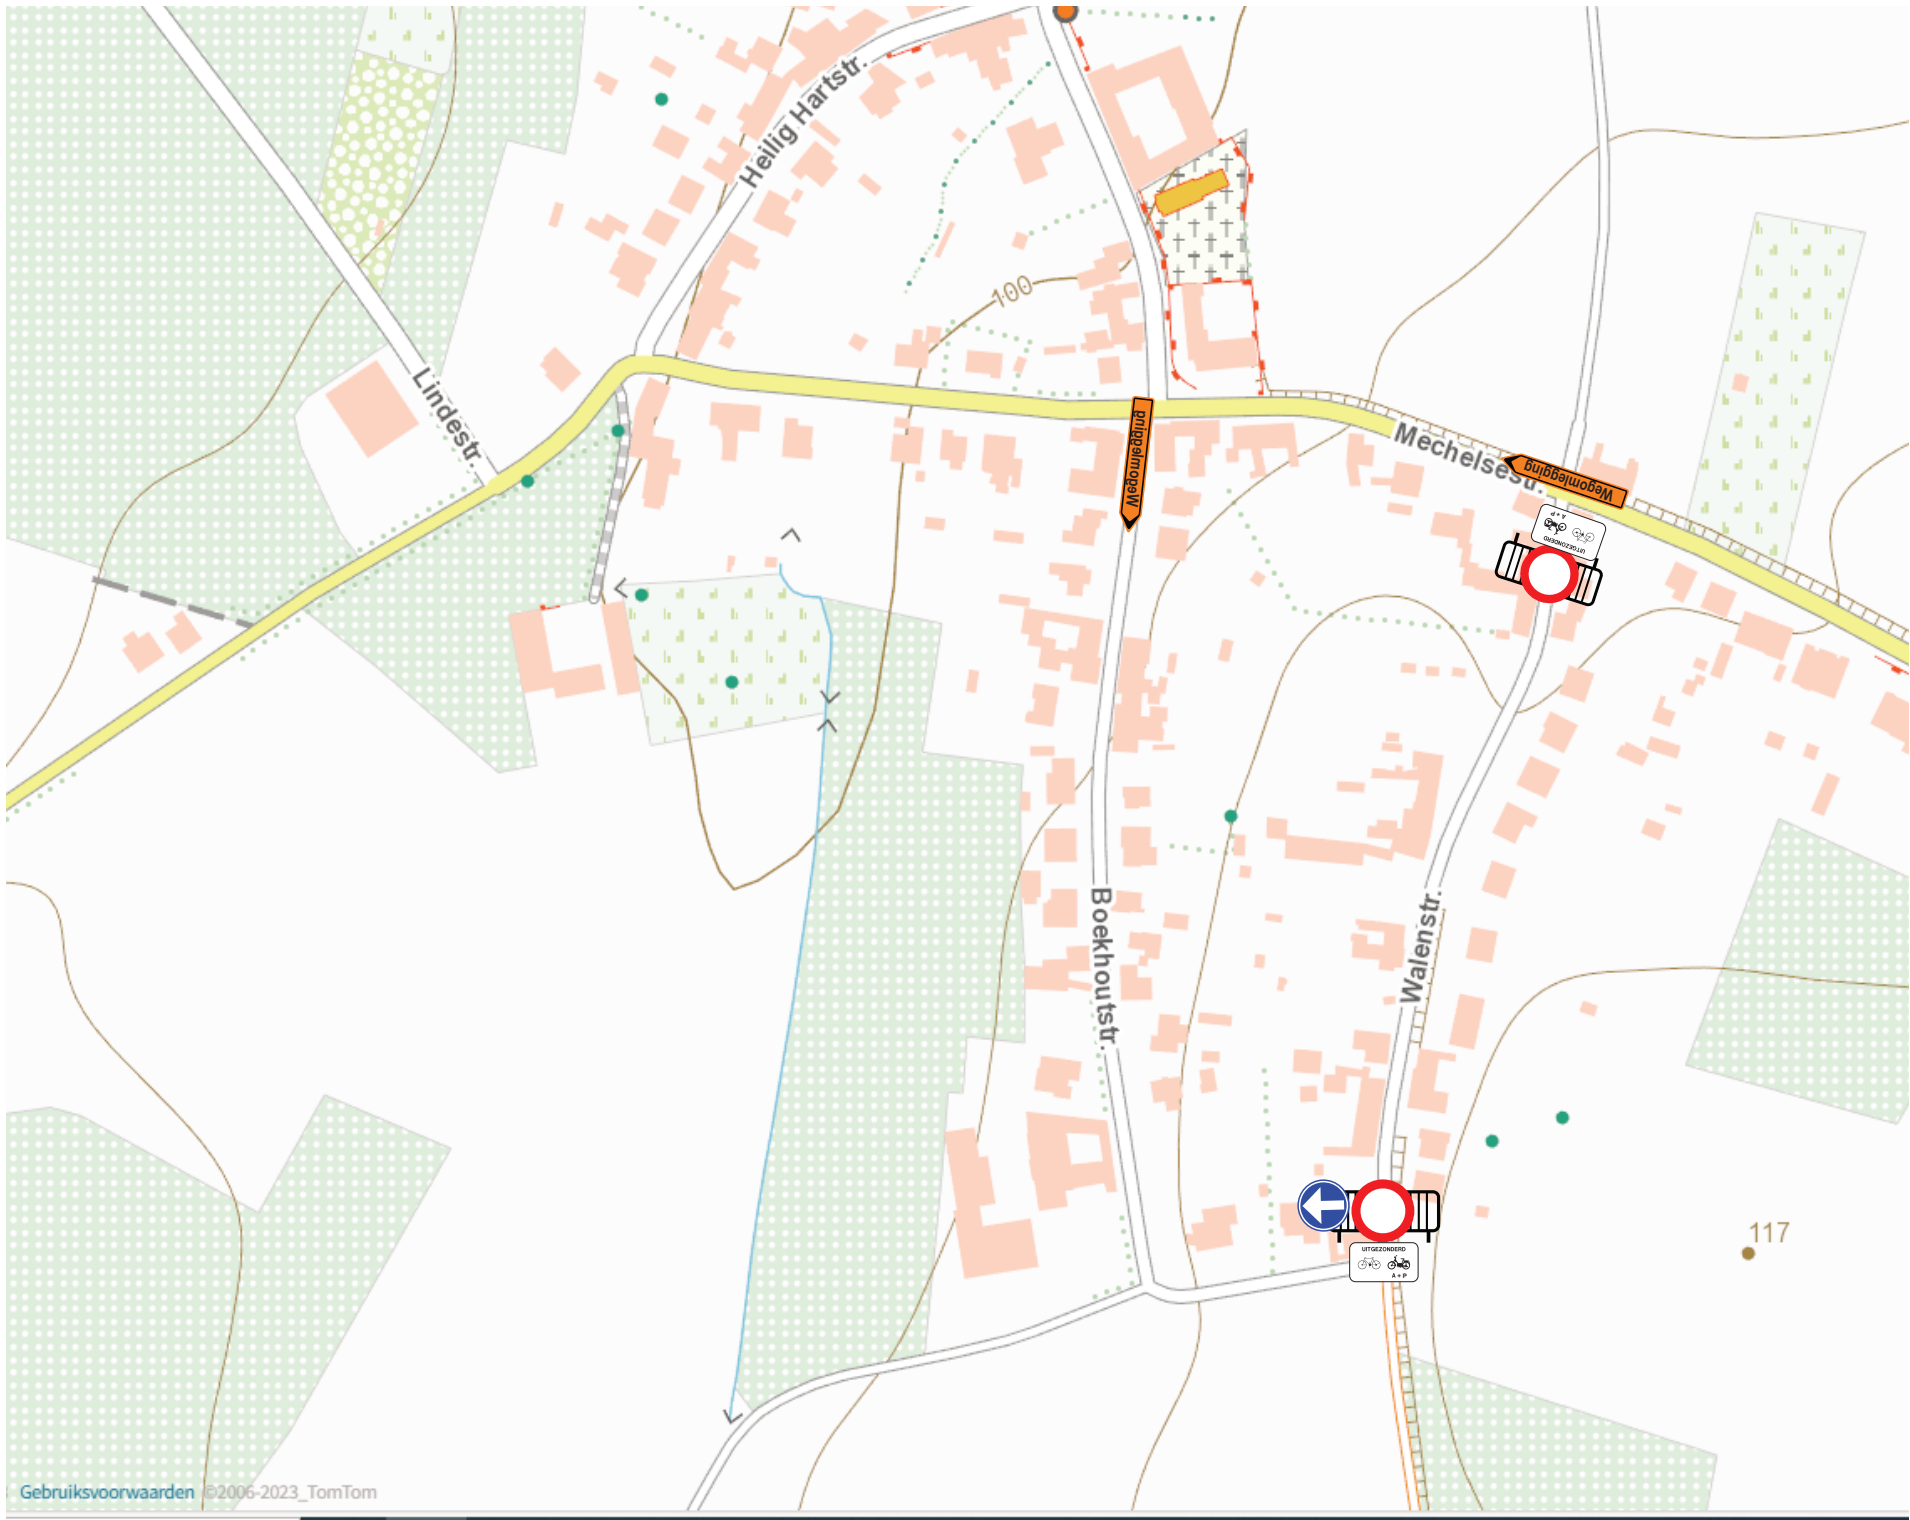 Heilig Hartstr.
100
Lindestr.
Wegomlegging
Mechelsestr.
Wegomlegging
UITGEZONDERD
A + P
Boekhoutstr.
Walenstr.
UITGEZONDERD
A + P
117
Gebruiksvoorwaarden ©2006-2023_TomTom